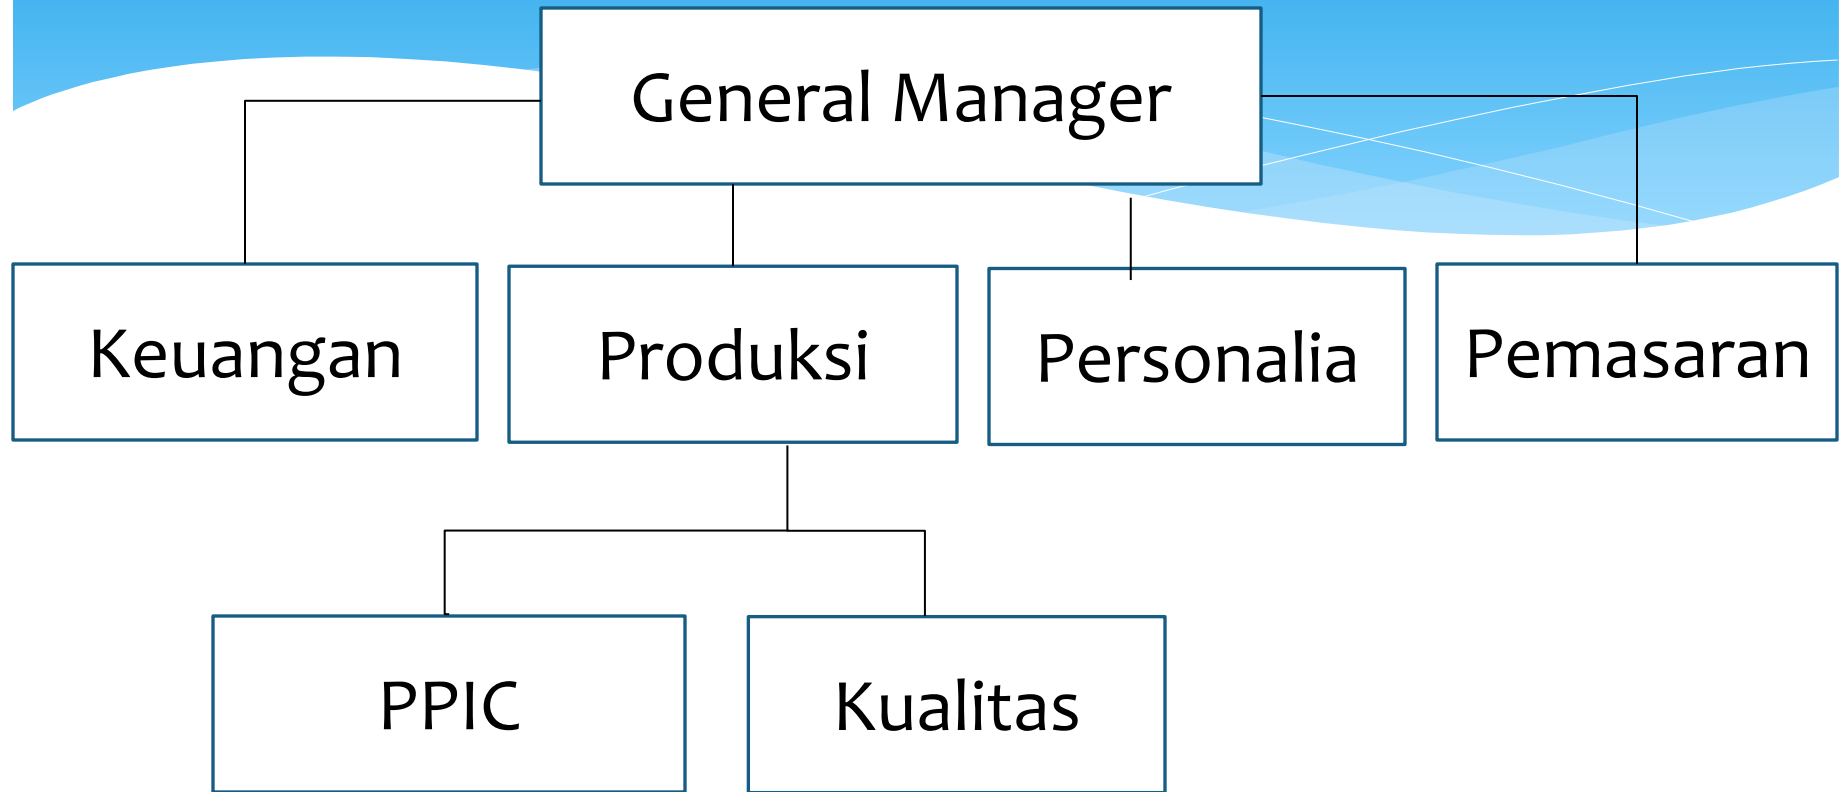 General Manager
Keuangan
Produksi
Personalia
Pemasaran
PPIC
Kualitas